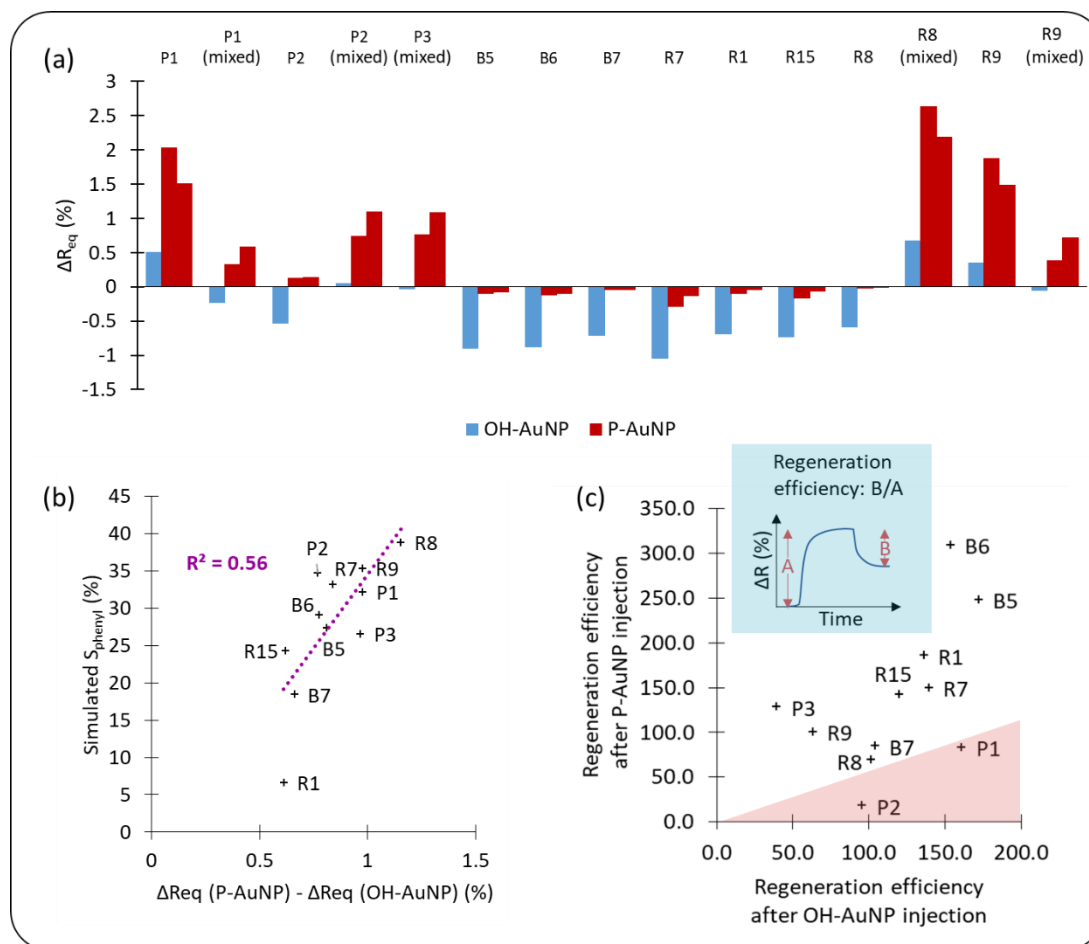 (a)
P1
P1
(mixed)
P2
P2
(mixed)
P3
(mixed)
B5
B6
B7
R7
R1
R15
R8
R8
(mixed)
R9
R9
(mixed)
3
2.5
2
1.5
1
0.5
0
-0.5
-1
-1.5
ΔR_eq (%)
OH-AuNP
P-AuNP
(b)
45
40
35
30
25
20
15
10
5
0
Simulated S_phenyl (%)
R² = 0.56
P2
R7
R9
R8
B6
P1
R15
B5
P3
B7
R1
0
0.5
1
1.5
ΔReq (P-AuNP) - ΔReq (OH-AuNP) (%)
(c)
Regeneration
efficiency: B/A
ΔR (%)
A
B
Time
350.0
300.0
250.0
200.0
150.0
100.0
50.0
0.0
Regeneration efficiency
after P-AuNP injection
B6
B5
R1
R15
R7
P3
R9
B7
R8
P1
P2
0.0
50.0
100.0
150.0
200.0
Regeneration efficiency
after OH-AuNP injection